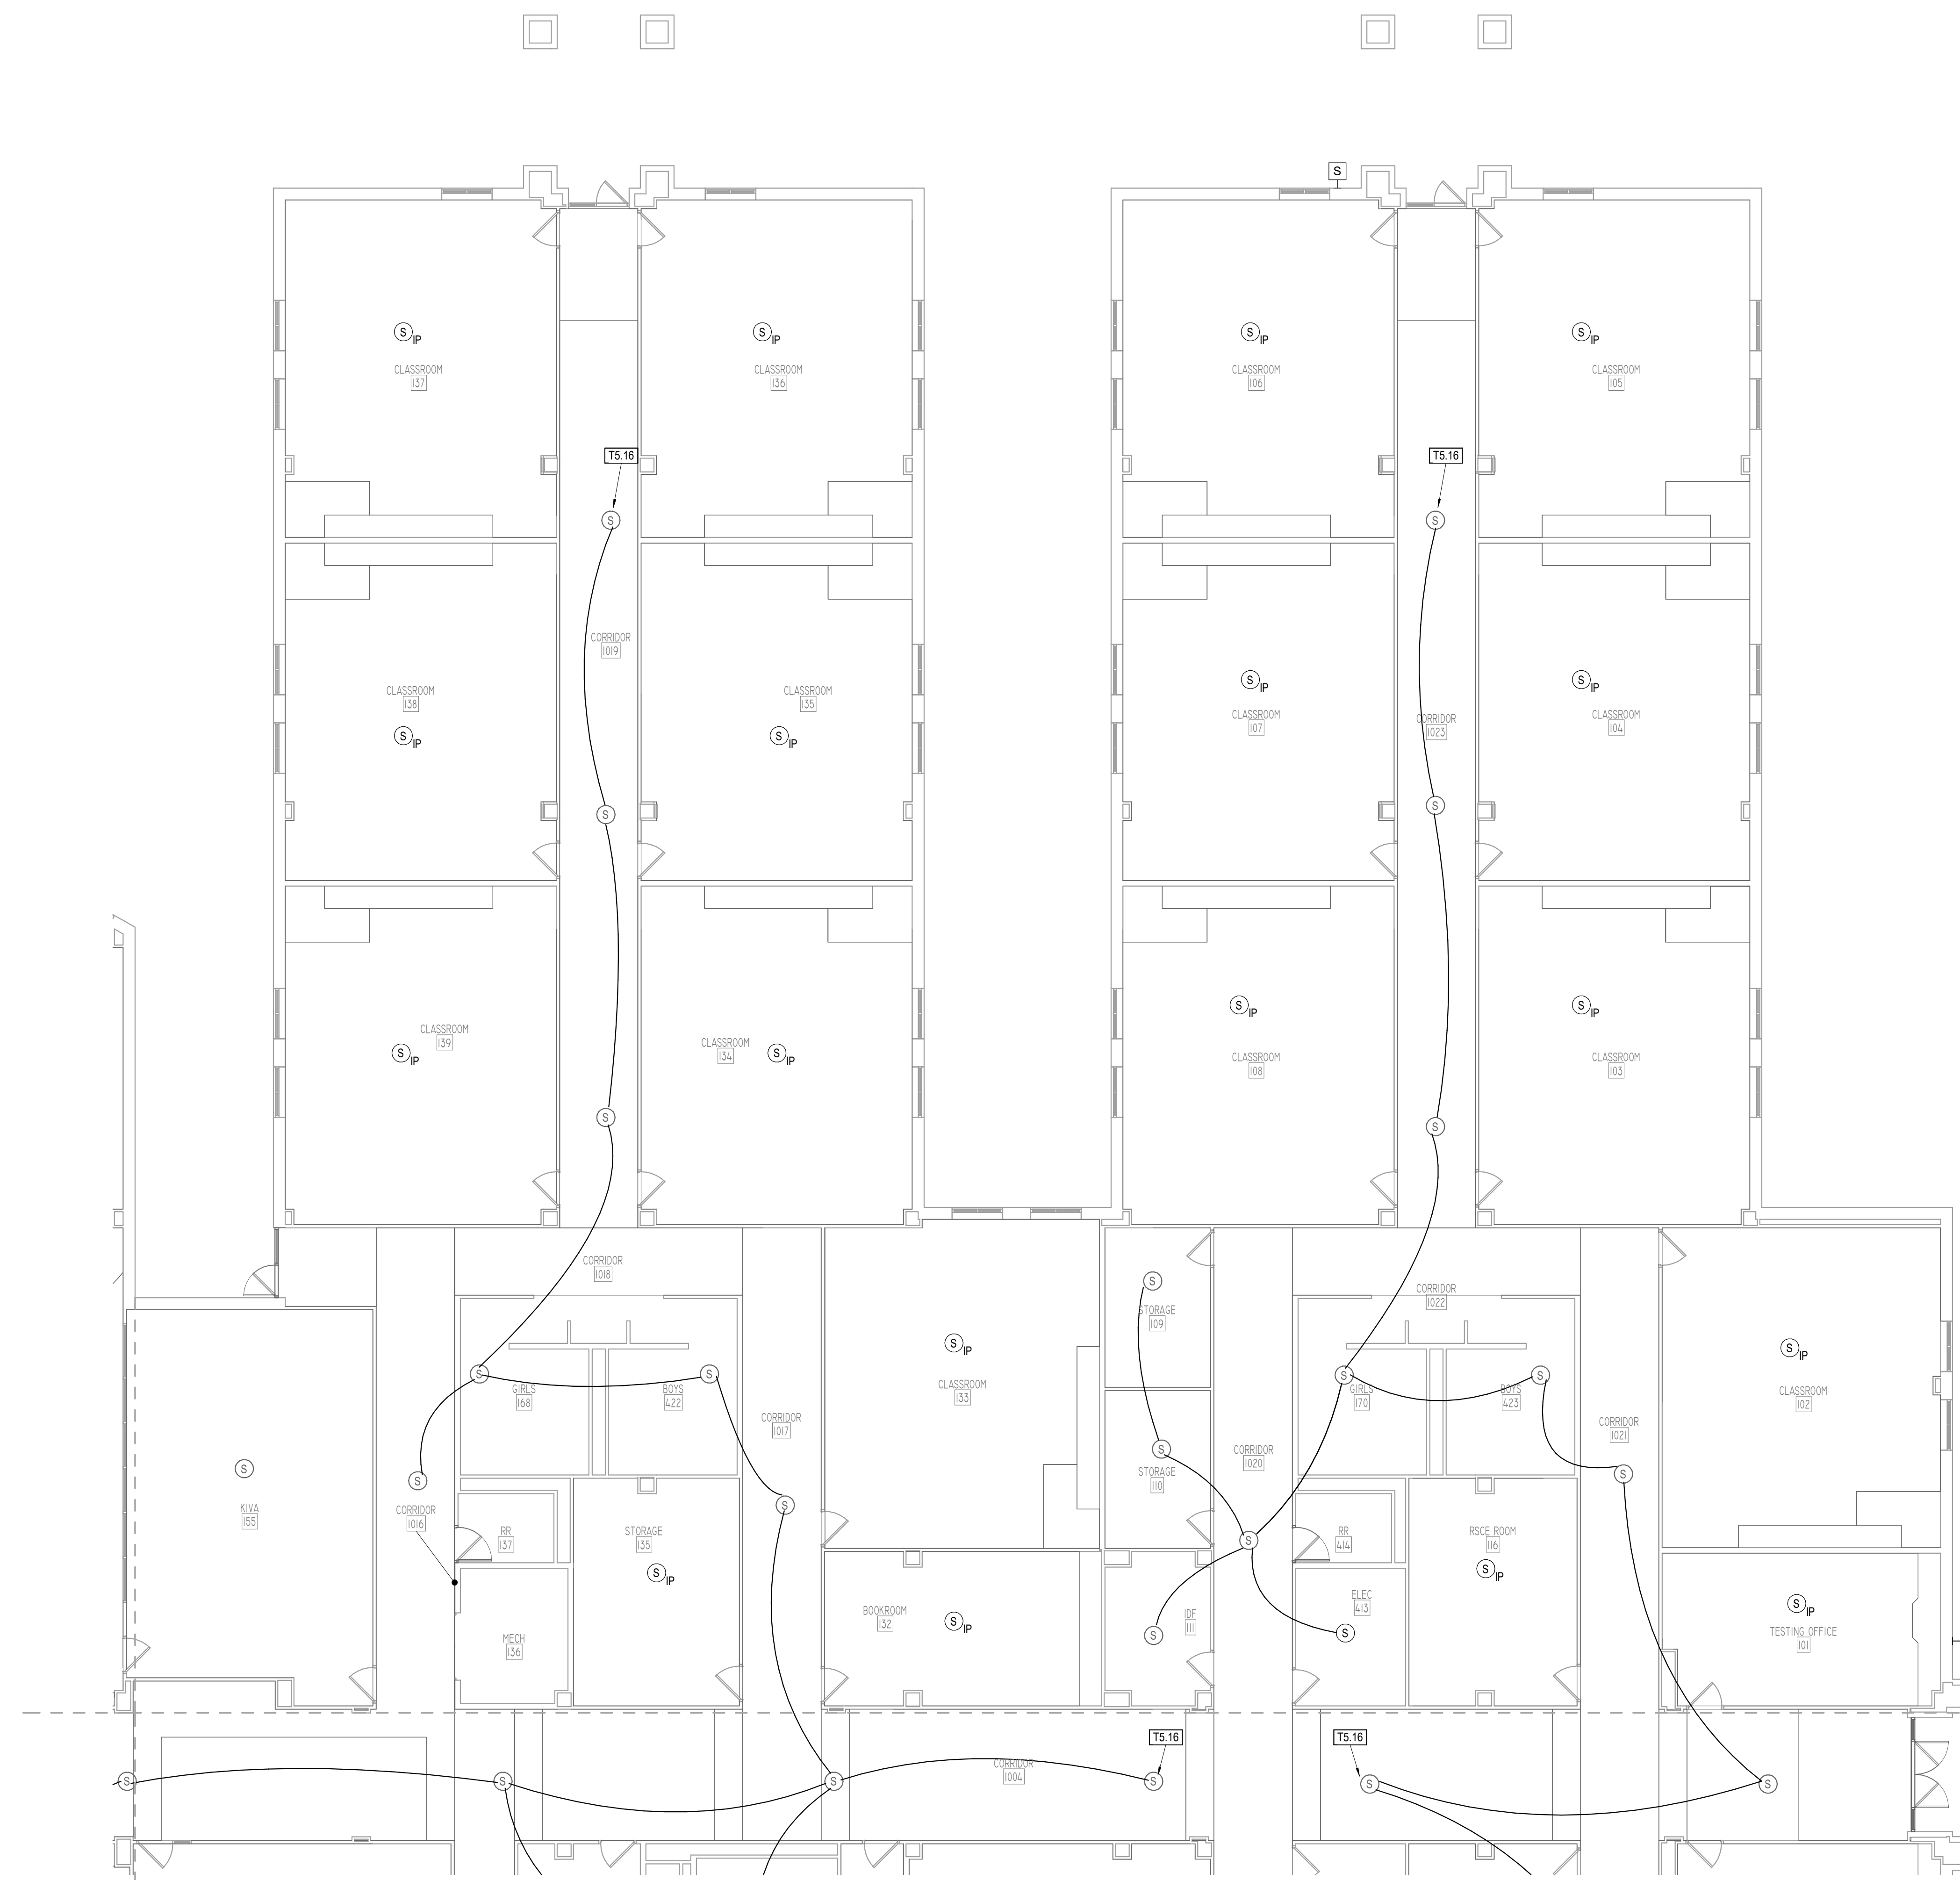 S
S IP
S IP
S IP
S IP
CLASSROOM
137
CLASSROOM
136
CLASSROOM
106
CLASSROOM
105
T5.16
T5.16
S
S
CORRIDOR
1019
S IP
S IP
CLASSROOM
138
CLASSROOM
135
CLASSROOM
107
CORRIDOR
1023
CLASSROOM
104
S IP
S IP
S
S
S IP
S IP
CLASSROOM
139
CLASSROOM
134
S IP
S IP
CLASSROOM
108
CLASSROOM
103
S
S
CORRIDOR
1018
S
STORAGE
109
CORRIDOR
1022
S IP
S IP
S
S
S
S
GIRLS
168
BOYS
422
CLASSROOM
133
GIRLS
170
BOYS
423
CLASSROOM
102
CORRIDOR
1017
CORRIDOR
1020
CORRIDOR
1021
S
S
S
S
KIVA
155
CORRIDOR
1016
S
STORAGE
110
RR
137
STORAGE
135
S
RR
414
RSCE ROOM
116
S IP
S IP
ELEC
413
S IP
BOOKROOM
132
S IP
IDF
111
TESTING OFFICE
101
MECH
136
S
S
T5.16
T5.16
CORRIDOR
1004
S
S
S
S
S
S